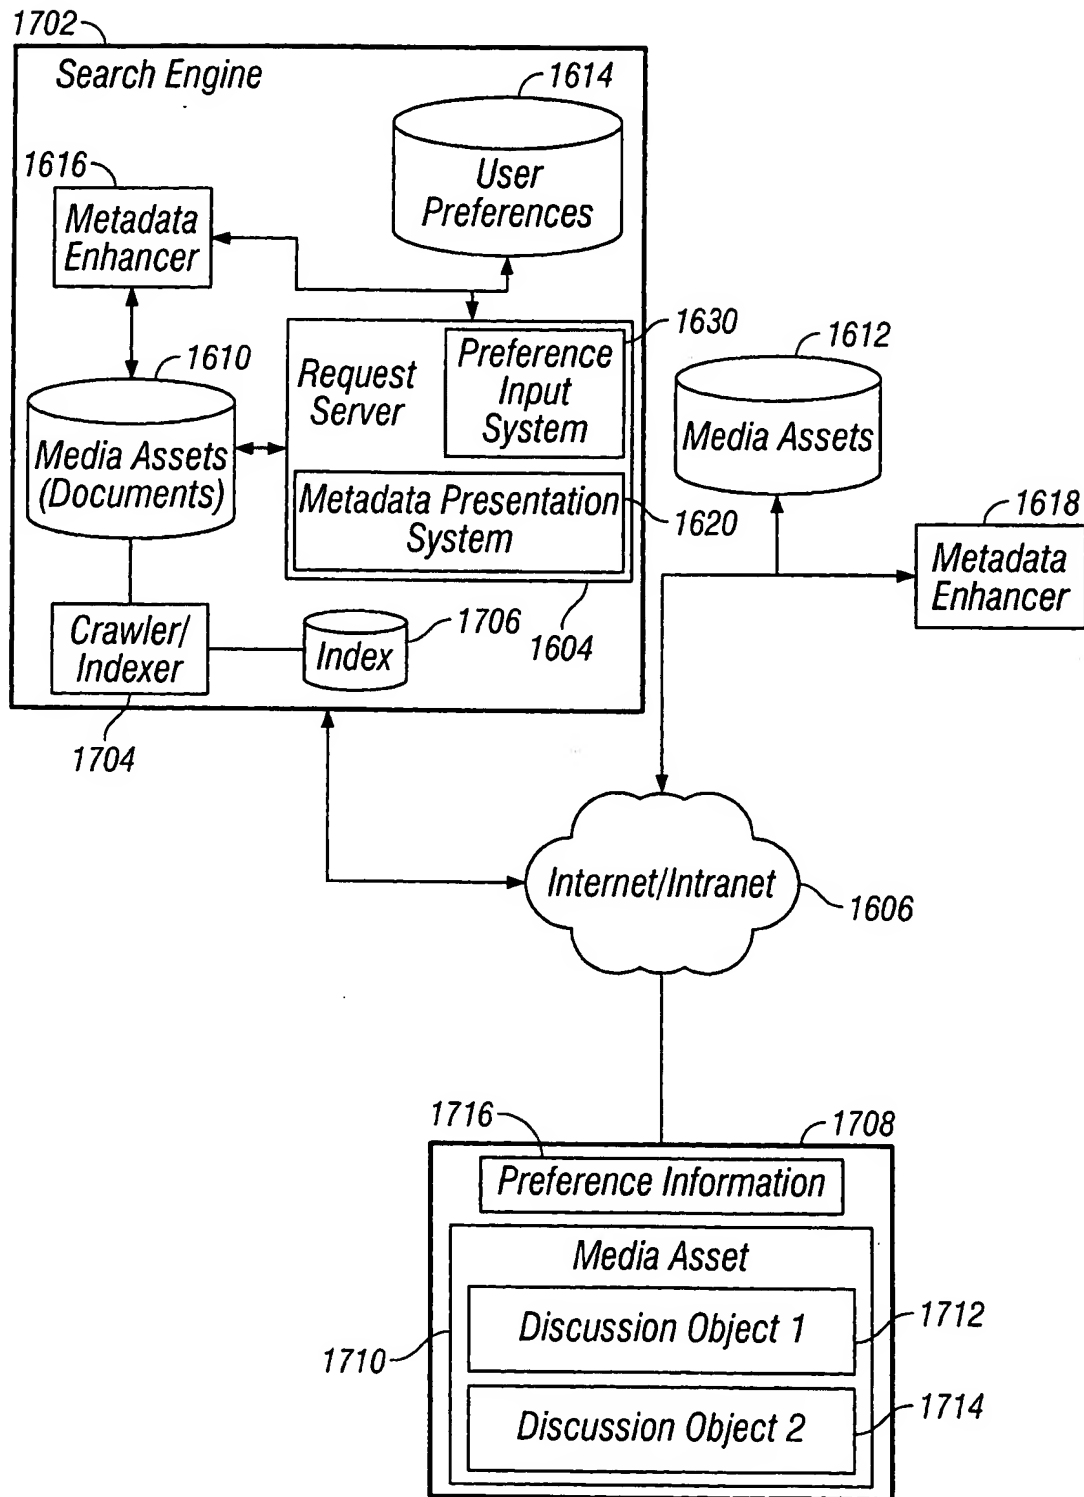 1702
Search Engine
1614
User
Preferences
1616
Metadata
Enhancer
1630
Preference
Input
System
Request
Server
1610
Media Assets
(Documents)
Metadata Presentation
System
1620
1612
Media Assets
1618
Metadata
Enhancer
Crawler/
Indexer
1706
Index
1604
1704
Internet/Intranet
1606
1716
1708
Preference Information
Media Asset
Discussion Object 1
1712
1710
Discussion Object 2
1714